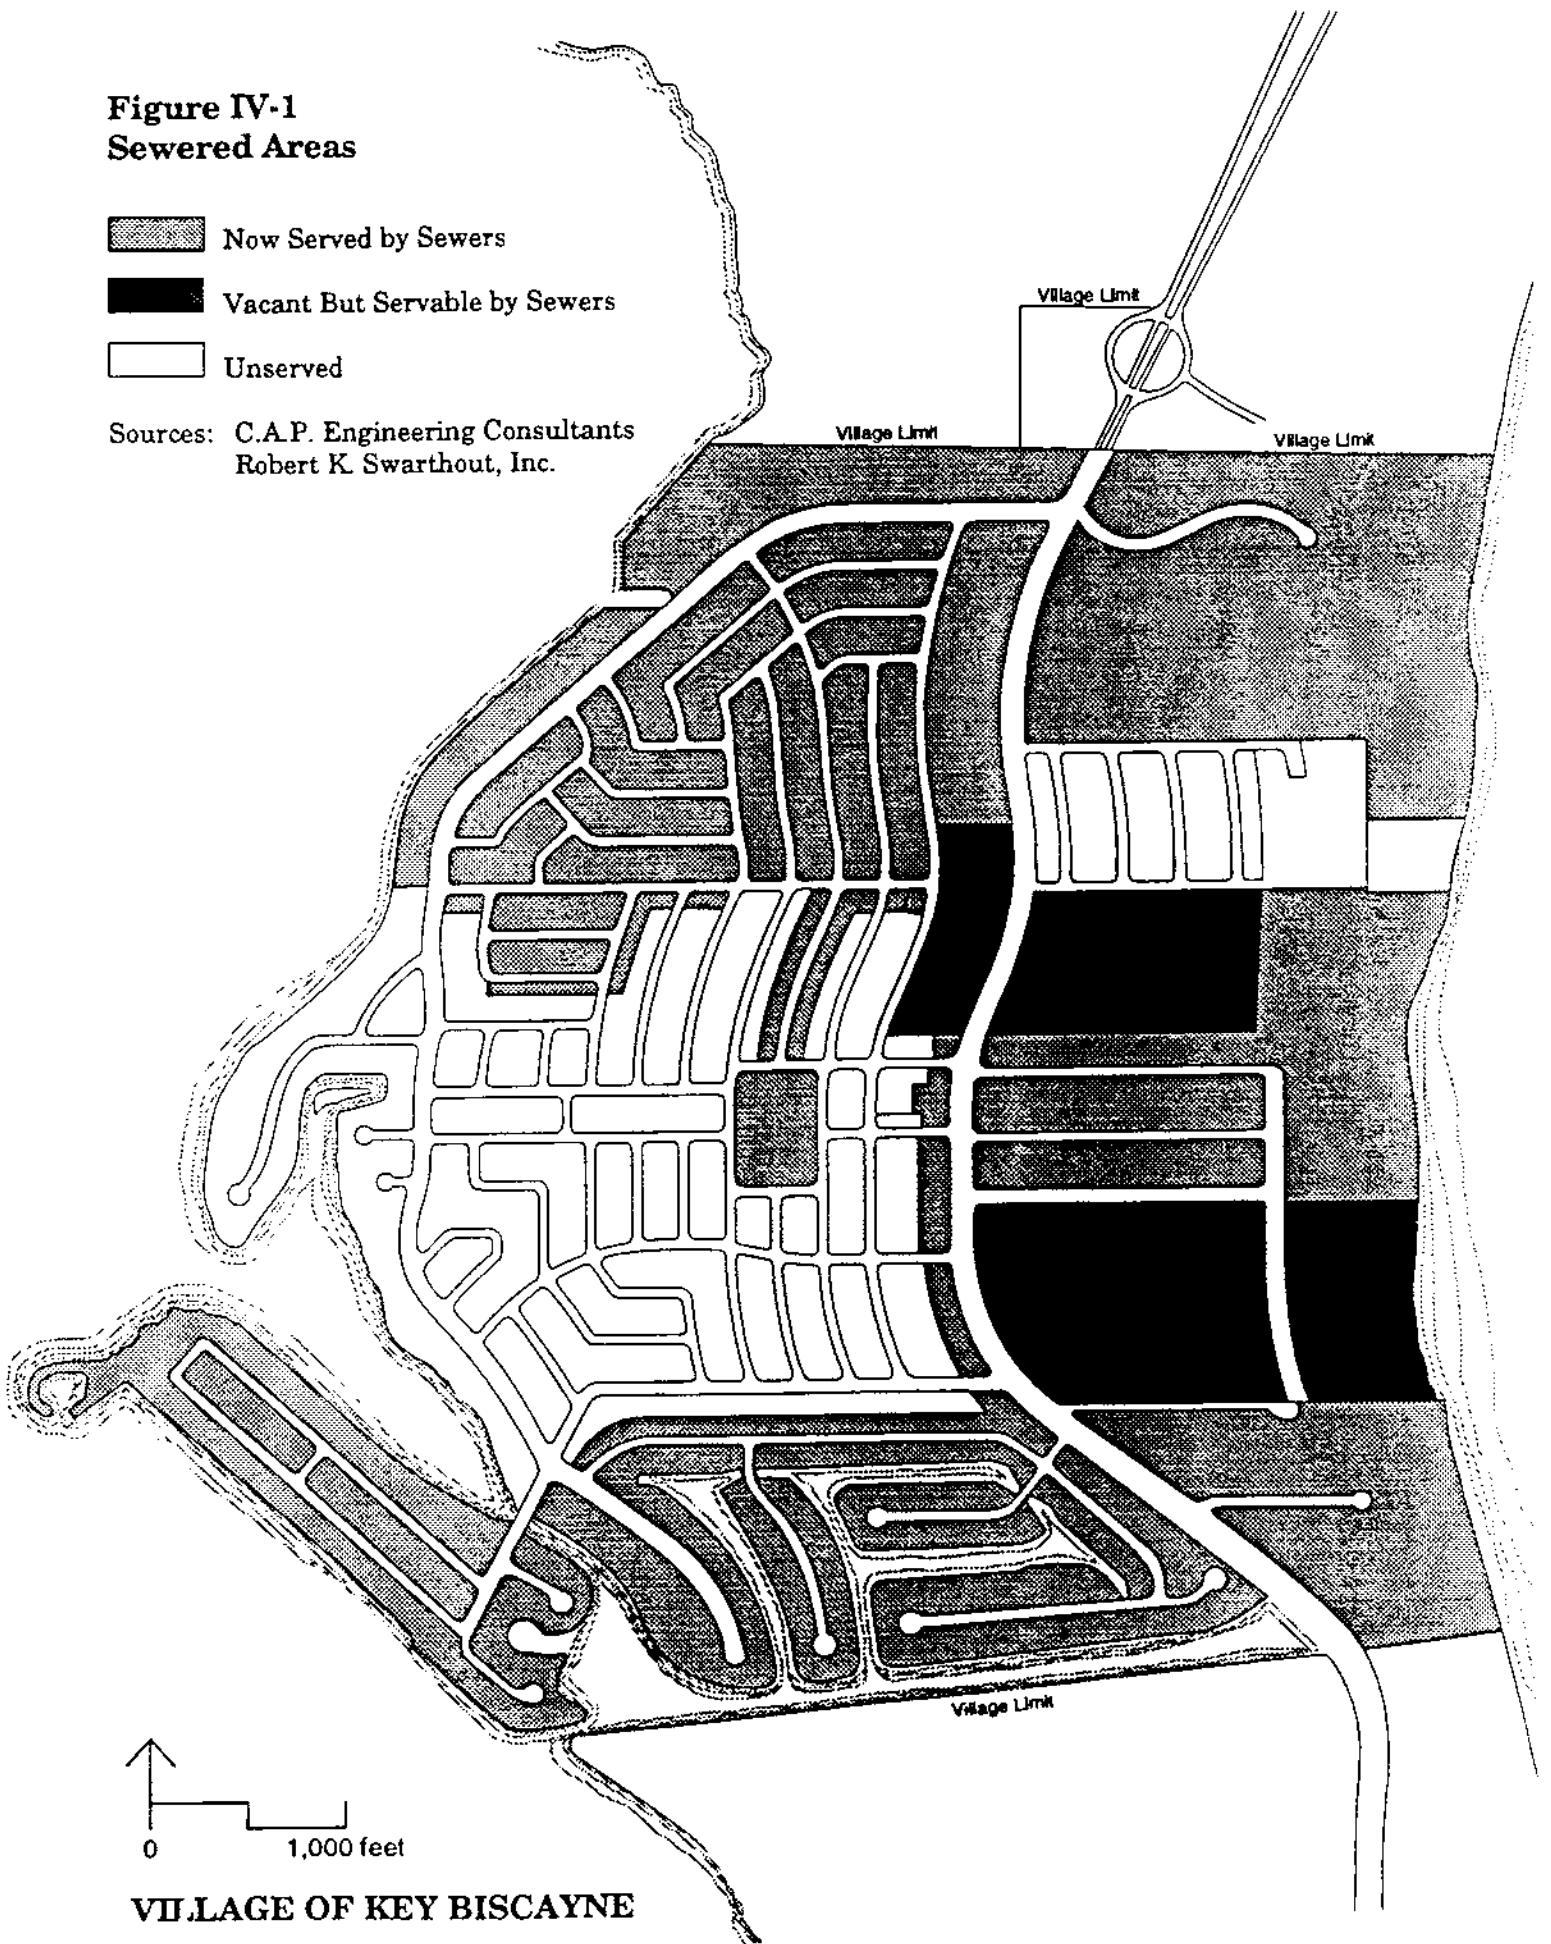 Figure IV-1
Sewered Areas
Now Served by Sewers
Vacant But Servable by Sewers
Unserved
Sources: C.A.P. Engineering Consultants
Robert K. Swarthout, Inc.
Village Limit
Village Limit
Village Limit
Village Limit
0 1,000 feet
VILLAGE OF KEY BISCAYNE